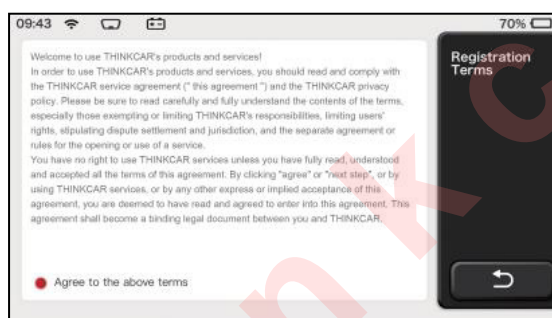 09:43
70%
Welcome to use THINKCAR's products and services!
In order to use THINKCAR's products and services, you should read and comply with
the THINKCAR service agreement (" this agreement ") and the THINKCAR privacy
policy. Please be sure to read carefully and fully understand the contents of the terms,
especially those exempting or limiting THINKCAR's responsibilities, limiting users'
rights, stipulating dispute settlement and jurisdiction, and the separate agreement or
rules for the opening or use of a service.
You have no right to use THINKCAR services unless you have fully read, understood
and accepted all the terms of this agreement. By clicking "agree" or "next step", or by
using THINKCAR services, or by any other express or implied acceptance of this
agreement, you are deemed to have read and agreed to enter into this agreement. This
agreement shall become a binding legal document between you and THINKCAR.
Agree to the above terms
Registration
Terms